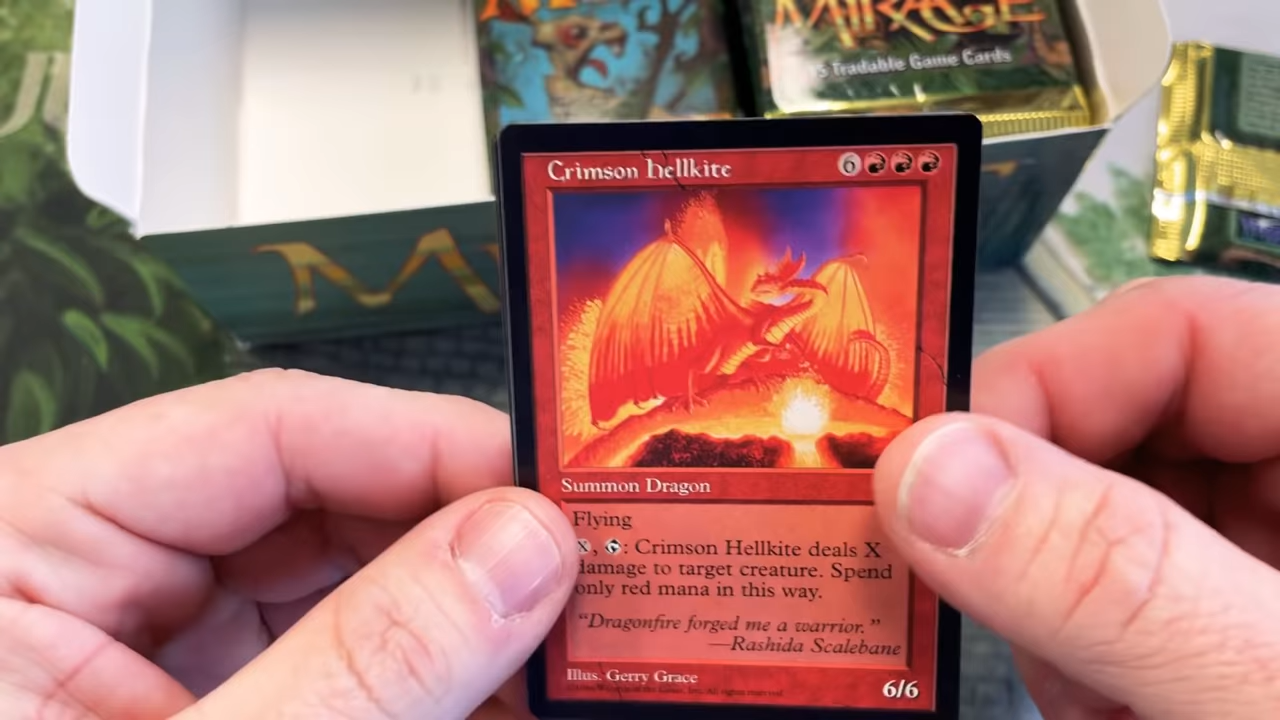 MIRAGE
Tradable Game Cards
Crimson Hellkite
6
Summon Dragon
Flying
X, : Crimson Hellkite deals X
damage to target creature. Spend
only red mana in this way.
"Dragonfire forged me a warrior."
—Rashida Scalebane
Illus. Gerry Grace
6/6